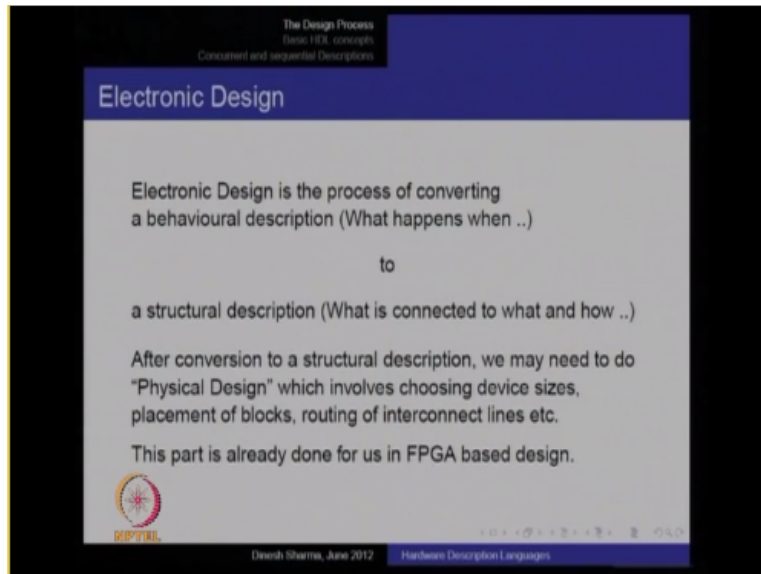 The Design Process
Basic HDL concepts
Concurrent and sequential Descriptions
Electronic Design
Electronic Design is the process of converting
a behavioural description (What happens when ..)
to
a structural description (What is connected to what and how ..)
After conversion to a structural description, we may need to do
“Physical Design” which involves choosing device sizes,
placement of blocks, routing of interconnect lines etc.
This part is already done for us in FPGA based design.
NPTEL
Dinesh Sharma, June 2012
Hardware Description Languages